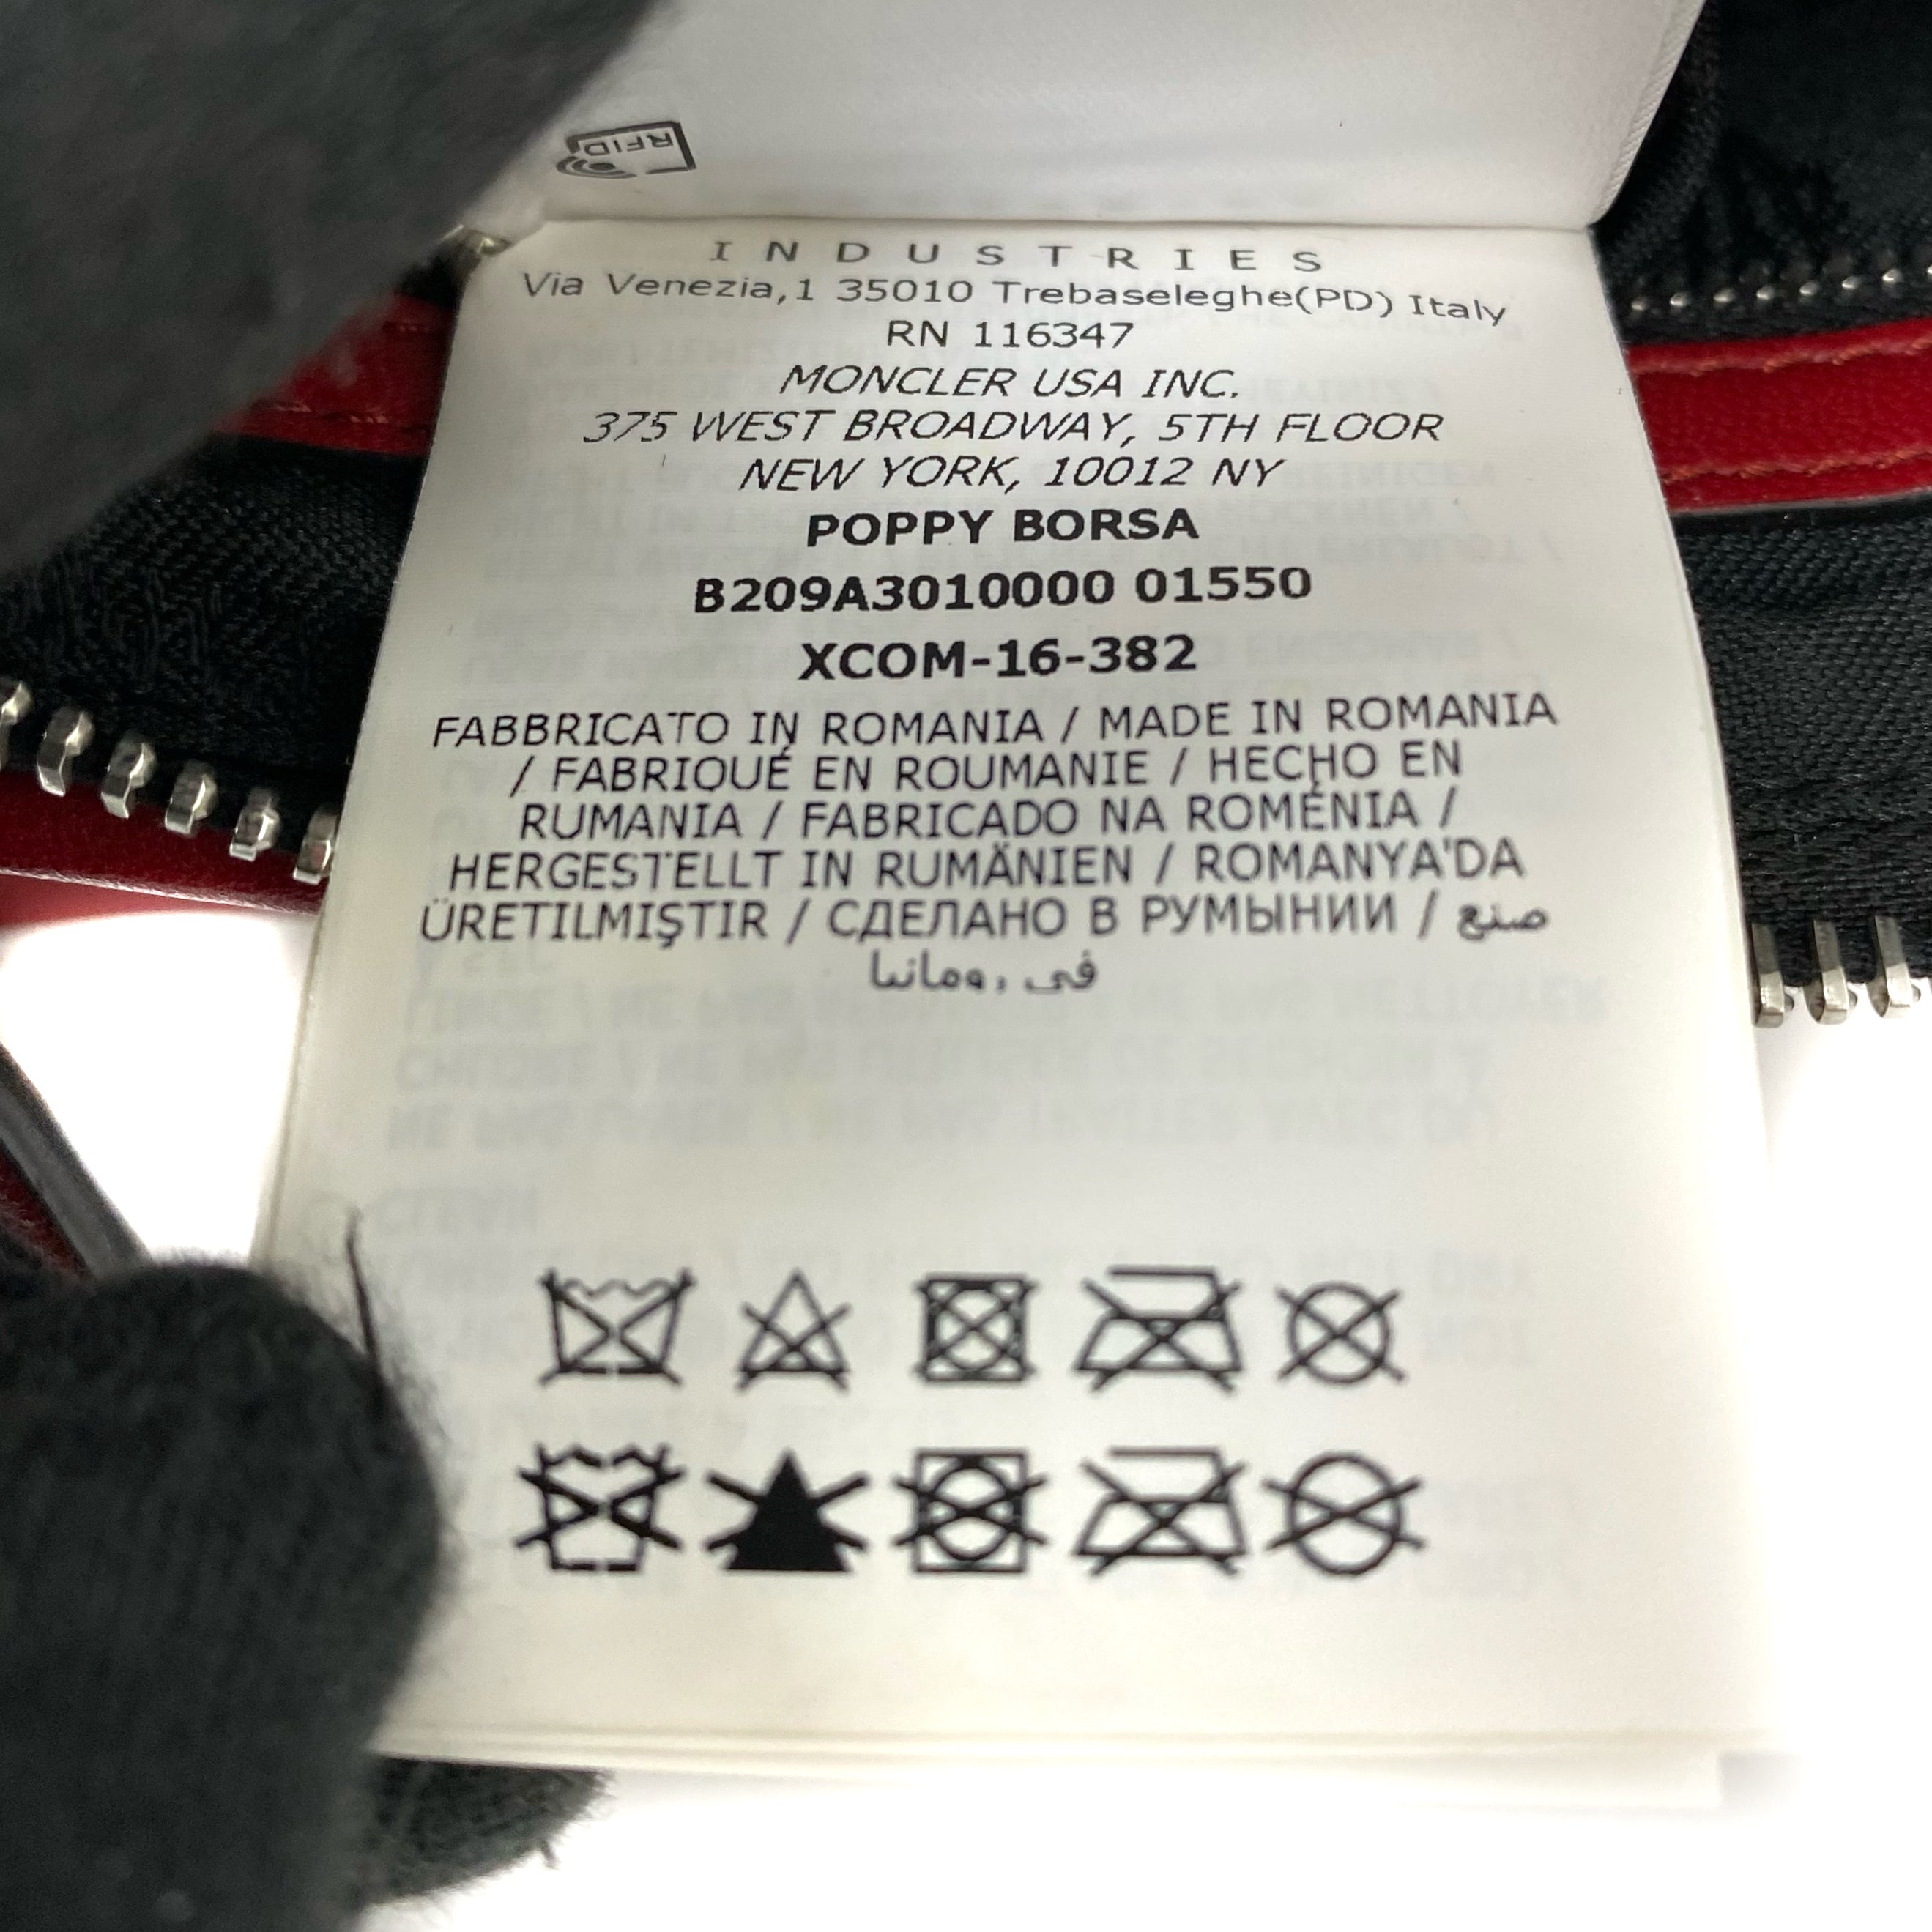 RFID
INDUSTRIES
Via Venezia,1 35010 Trebaseleghe(PD) Italy
RN 116347
MONCLER USA INC.
375 WEST BROADWAY, 5TH FLOOR
NEW YORK, 10012 NY
POPPY BORSA
B209A3010000 01550
XCOM-16-382
FABBRICATO IN ROMANIA / MADE IN ROMANIA
/ FABRIQUÉ EN ROUMANIE / HECHO EN
RUMANIA / FABRICADO NA ROMÉNIA /
HERGESTELLT IN RUMÄNIEN / ROMANYA'DA
ÜRETILMIŞTIR / СДЕЛАНО В РУМЫНИИ / صنع
في رومانيا